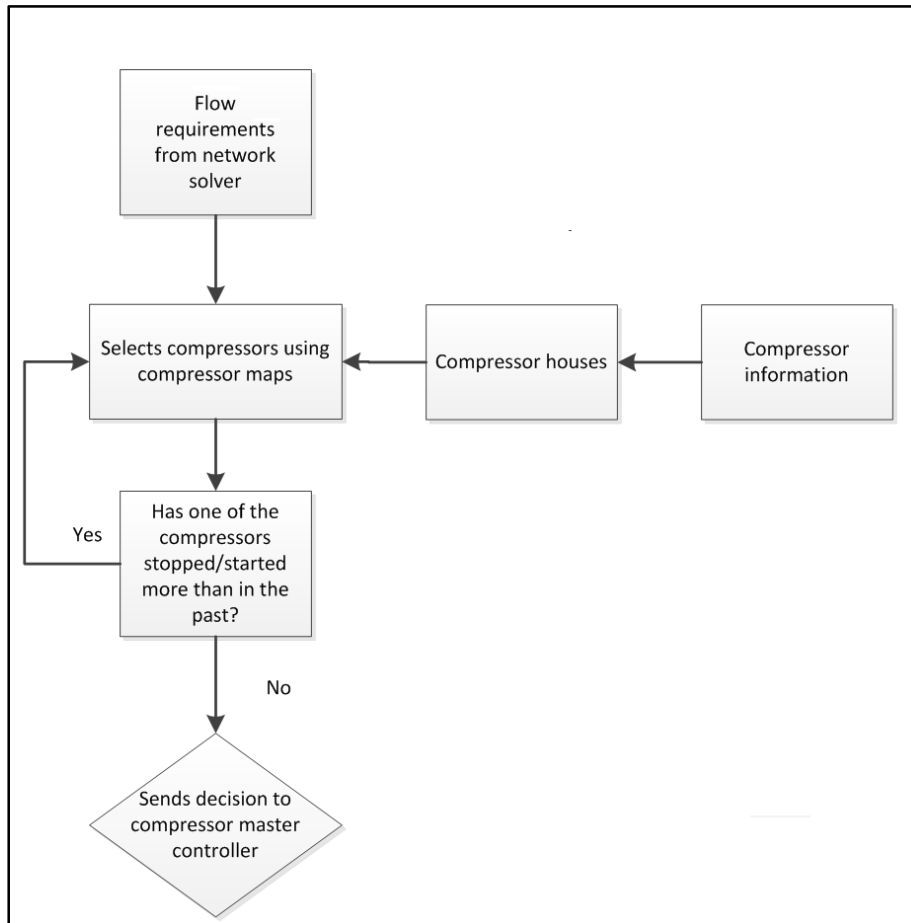 Flow
requirements
from network
solver
Selects compressors using
compressor maps
Compressor houses
Compressor
information
Yes
Has one of the
compressors
stopped/started
more than in the
past?
No
Sends decision to
compressor master
controller